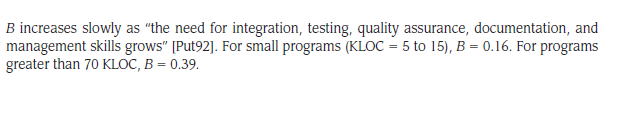 B increases slowly as "the need for integration, testing, quality assurance, documentation, and
management skills grows" [Put92]. For small programs (KLOC = 5 to 15), B = 0.16. For programs
greater than 70 KLOC, B = 0.39.